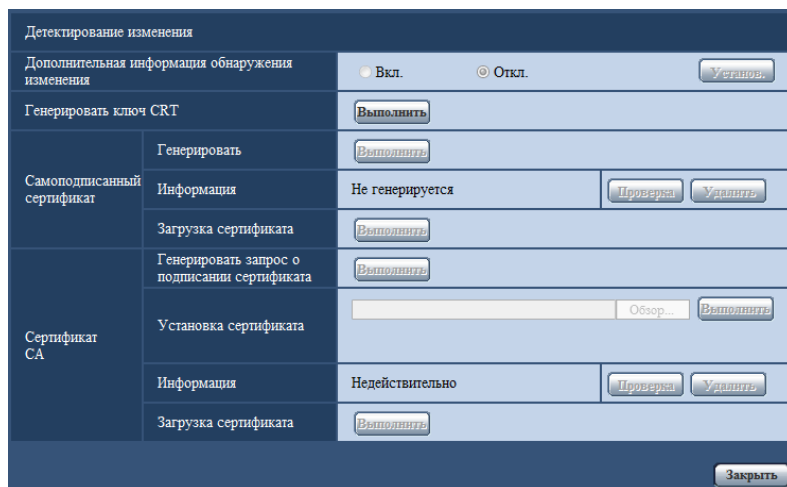 Детектирование изменения
Дополнительная информация обнаружения
изменения
Вкл.
Откл.
Установ.
Генерировать ключ CRT
Выполнить
Самоподписанный
сертификат
Генерировать
Выполнить
Информация
Не генерируется
Проверка
Удалить
Загрузка сертификата
Выполнить
Сертификат
CA
Генерировать запрос о
подписании сертификата
Выполнить
Установка сертификата
Обзор...
Выполнить
Информация
Недействительно
Проверка
Удалить
Загрузка сертификата
Выполнить
Закрыть